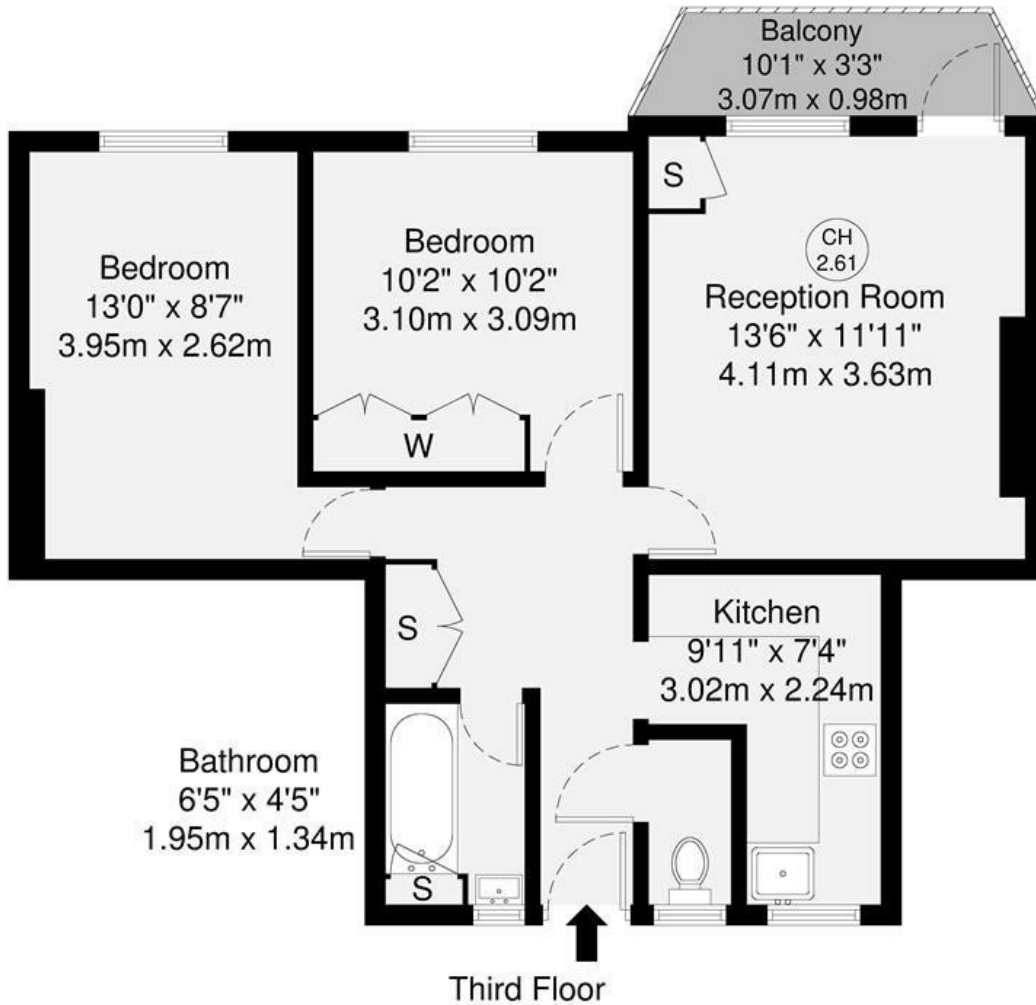 Balcony
10'1" x 3'3"
3.07m x 0.98m
S
Bedroom
13'0" x 8'7"
3.95m x 2.62m
Bedroom
10'2" x 10'2"
3.10m x 3.09m
W
CH
2.61
Reception Room
13'6" x 11'11"
4.11m x 3.63m
S
Kitchen
9'11" x 7'4"
3.02m x 2.24m
Bathroom
6'5" x 4'5"
1.95m x 1.34m
S
Third Floor